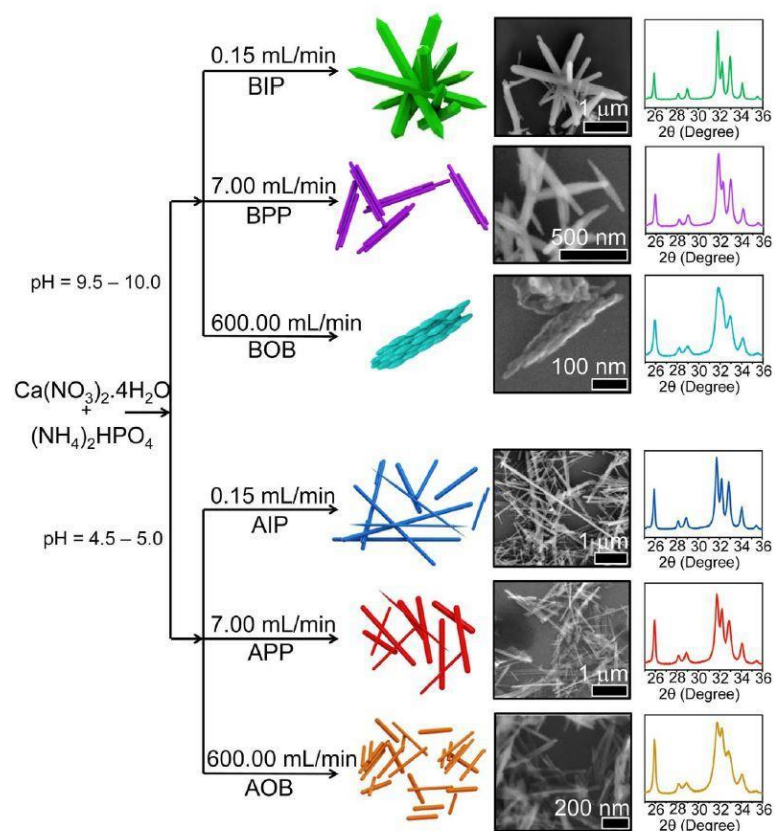 0.15 mL/min
BIP
1 μm
26 28 30 32 34 36
2θ (Degree)
7.00 mL/min
BPP
500 nm
26 28 30 32 34 36
2θ (Degree)
pH = 9.5 – 10.0
600.00 mL/min
BOB
100 nm
26 28 30 32 34 36
2θ (Degree)
Ca(NO₃)₂.4H₂O
+
(NH₄)₂HPO₄
0.15 mL/min
AIP
1 μm
26 28 30 32 34 36
2θ (Degree)
pH = 4.5 – 5.0
7.00 mL/min
APP
1 μm
26 28 30 32 34 36
2θ (Degree)
600.00 mL/min
AOB
200 nm
26 28 30 32 34 36
2θ (Degree)